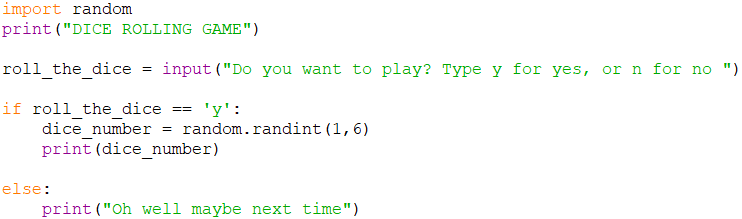 import random
print("DICE ROLLING GAME")
roll_the_dice = input("Do you want to play? Type y for yes, or n for no ")
if roll_the_dice == 'y':
    dice_number = random.randint(1,6)
    print(dice_number)
else:
    print("Oh well maybe next time")